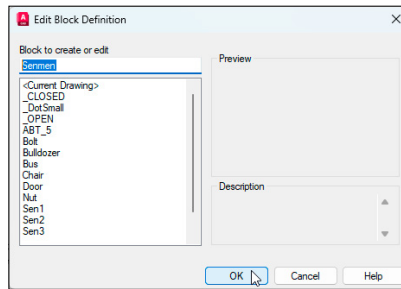 Edit Block Definition
Block to create or edit
Senmen
<Current Drawing>
_CLOSED
_DotSmall
_OPEN
ABT_5
Bolt
Bulldozer
Bus
Chair
Door
Nut
Sen1
Sen2
Sen3
Preview
Description
OK
Cancel
Help